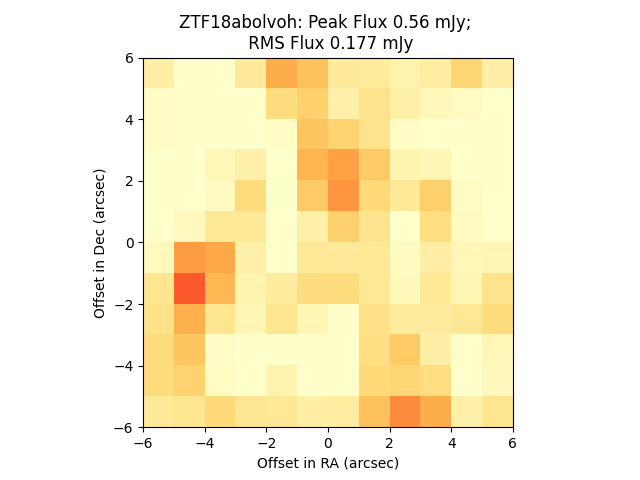 ZTF18abolvoh: Peak Flux 0.56 mJy;
RMS Flux 0.177 mJy
6
4
2
0
−2
−4
−6
Offset in Dec (arcsec)
−6 −4 −2 0 2 4 6
Offset in RA (arcsec)